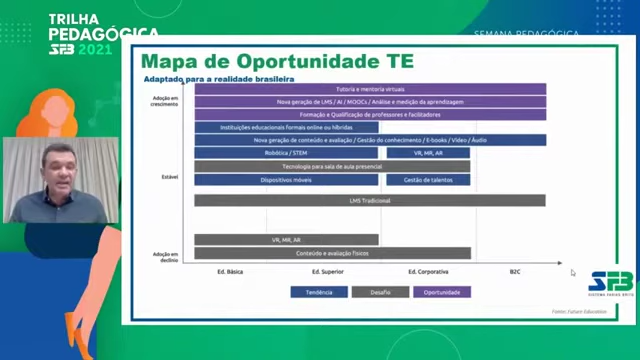 TRILHA
PEDAGÓGICA
SFB 2021
SEMANA PEDAGÓGICA
Mapa de Oportunidade TE
Adaptado para a realidade brasileira
Adoção em
crescimento
Tutoria e mentoria virtuais
Nova geração de LMS / AI / MOOCs / Análise e medição da aprendizagem
Formação e Qualificação de professores e facilitadores
Instituições educacionais formais online ou híbridas
Nova geração de conteúdo e avaliação / Gestão do conhecimento / E-books / Vídeo / Áudio
Robótica / STEM
VR, MR, AR
Tecnologia para sala de aula presencial
Estável
Dispositivos móveis
Gestão de talentos
LMS Tradicional
VR, MR, AR
Adoção em
declínio
Conteúdo e avaliação físicos
Ed. Básica
Ed. Superior
Ed. Corporativa
B2C
Tendência
Desafio
Oportunidade
SFB
SISTEMA FARIAS BRITO
Fonte: Future Education